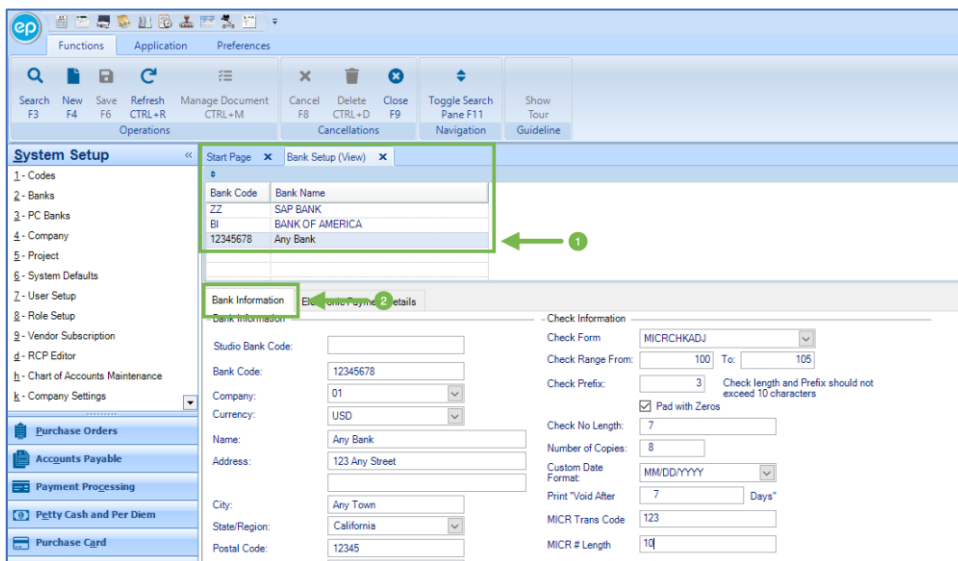 ep
Functions Application Preferences
Search F3
New F4
Save F6
Refresh CTRL+R
Manage Document CTRL+M
Cancel F8
Delete CTRL+D
Close F9
Toggle Search Pane F11
Show Tour
Operations Cancellations Navigation Guideline
System Setup «
1 - Codes
2 - Banks
3 - PC Banks
4 - Company
5 - Project
6 - System Defaults
7 - User Setup
8 - Role Setup
9 - Vendor Subscription
d - RCP Editor
h - Chart of Accounts Maintenance
k - Company Settings
Purchase Orders
Accounts Payable
Payment Processing
Petty Cash and Per Diem
Purchase Card
Start Page x Bank Setup (View) x
Bank Code Bank Name
ZZ SAP BANK
BI BANK OF AMERICA
12345678 Any Bank
1
Bank Information
2
Details
Bank Information
Studio Bank Code:
Bank Code: 12345678
Company: 01
Currency: USD
Name: Any Bank
Address: 123 Any Street
City: Any Town
State/Region: California
Postal Code: 12345
Check Information
Check Form MICRCHKADJ
Check Range From: 100 To: 105
Check Prefix: 3 Check length and Prefix should not
exceed 10 characters
Pad with Zeros
Check No Length: 7
Number of Copies: 8
Custom Date
Format: MM/DD/YYYY
Print "Void After 7 Days"
MICR Trans Code 123
MICR # Length 10